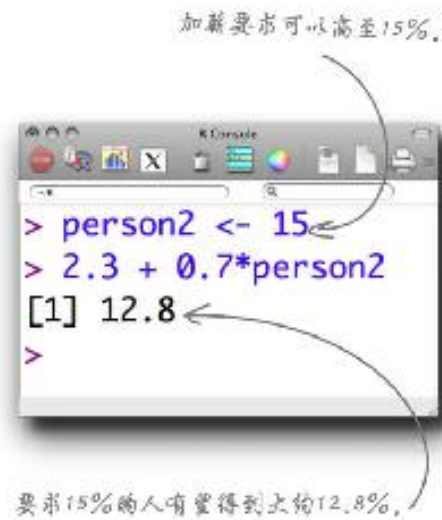 加薪要求可以高至15%。
R Console
> person2 <- 15
> 2.3 + 0.7*person2
[1] 12.8
>
要求15%的人有望得到大约12.8%。